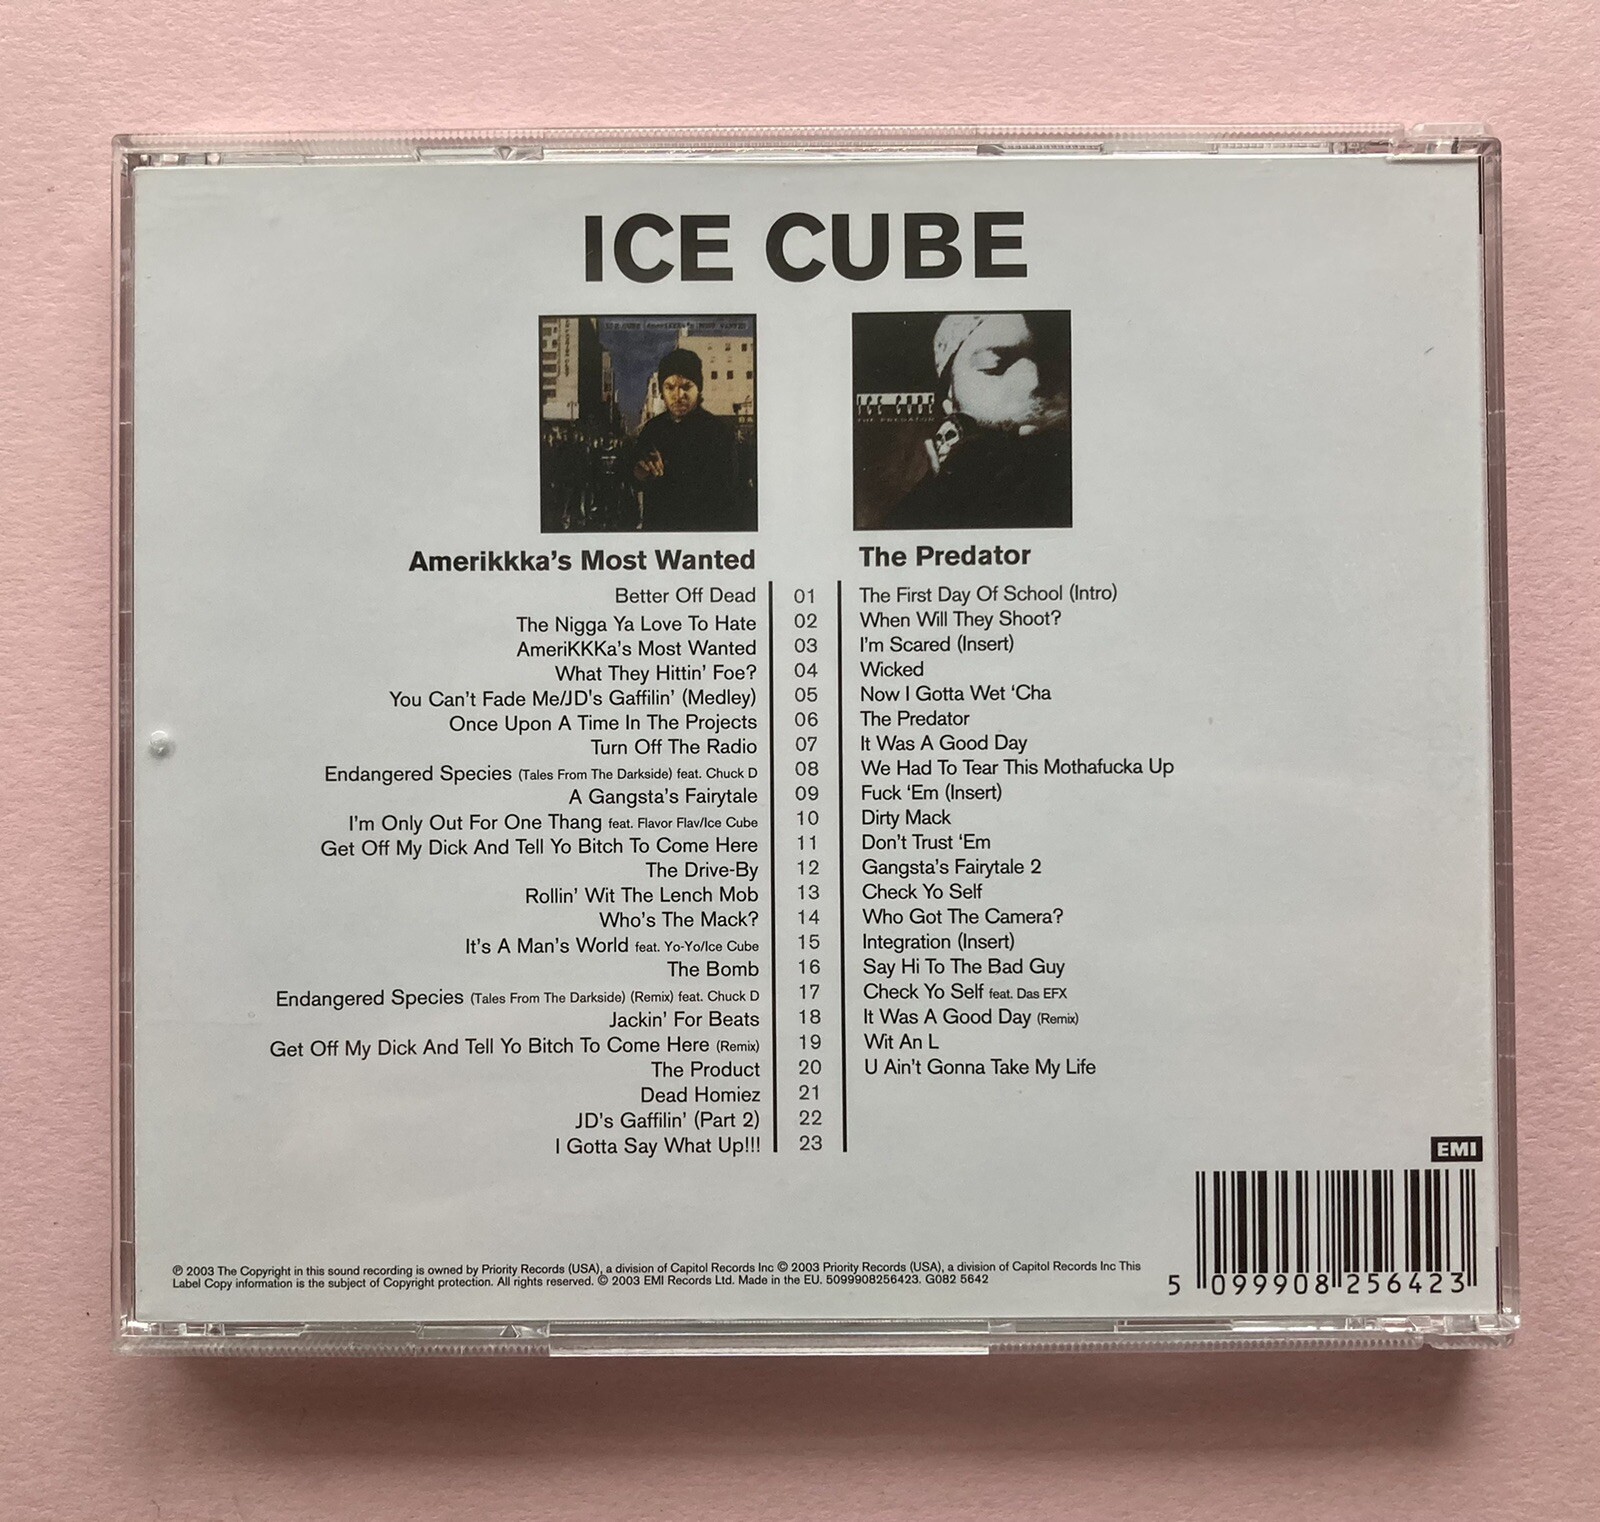 ICE CUBE
ICE CUBE AmeriKKKa's MOST WANTED
ICE CUBE
THE PREDATOR
Amerikkka's Most Wanted
Better Off Dead
The Nigga Ya Love To Hate
AmeriKKKa's Most Wanted
What They Hittin' Foe?
You Can't Fade Me/JD's Gaffilin' (Medley)
Once Upon A Time In The Projects
Turn Off The Radio
Endangered Species (Tales From The Darkside) feat. Chuck D
A Gangsta's Fairytale
I'm Only Out For One Thang feat. Flavor Flav/Ice Cube
Get Off My Dick And Tell Yo Bitch To Come Here
The Drive-By
Rollin' Wit The Lench Mob
Who's The Mack?
It's A Man's World feat. Yo-Yo/Ice Cube
The Bomb
Endangered Species (Tales From The Darkside) (Remix) feat. Chuck D
Jackin' For Beats
Get Off My Dick And Tell Yo Bitch To Come Here (Remix)
The Product
Dead Homiez
JD's Gaffilin' (Part 2)
I Gotta Say What Up!!!
01
02
03
04
05
06
07
08
09
10
11
12
13
14
15
16
17
18
19
20
21
22
23
The Predator
The First Day Of School (Intro)
When Will They Shoot?
I'm Scared (Insert)
Wicked
Now I Gotta Wet ‘Cha
The Predator
It Was A Good Day
We Had To Tear This Mothafucka Up
Fuck ‘Em (Insert)
Dirty Mack
Don't Trust ‘Em
Gangsta's Fairytale 2
Check Yo Self
Who Got The Camera?
Integration (Insert)
Say Hi To The Bad Guy
Check Yo Self feat. Das EFX
It Was A Good Day (Remix)
Wit An L
U Ain't Gonna Take My Life
EMI
℗ 2003 The Copyright in this sound recording is owned by Priority Records (USA), a division of Capitol Records Inc © 2003 Priority Records (USA), a division of Capitol Records Inc This
Label Copy information is the subject of Copyright protection. All rights reserved. © 2003 EMI Records Ltd. Made in the EU. 5099908256423. G082 5642
5 099908 256423